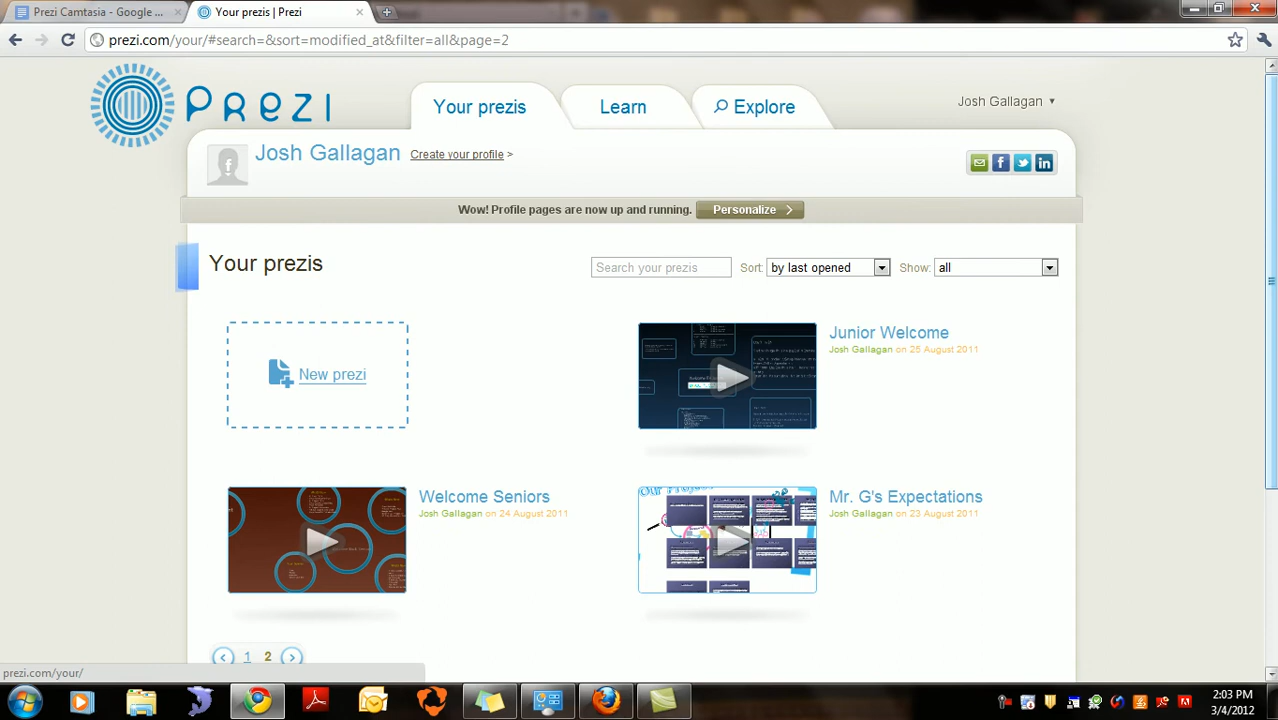 Prezi Camtasia - Google ...
Your prezis | Prezi
prezi.com/your/#search=&sort=modified_at&filter=all&page=2
PREZI
Your prezis
Learn
Explore
Josh Gallagan
Josh Gallagan
Create your profile >
Wow! Profile pages are now up and running.
Personalize
Your prezis
Search your prezis
Sort:
by last opened
Show:
all
New prezi
Junior Welcome
Josh Gallagan on 25 August 2011
Welcome Seniors
Josh Gallagan on 24 August 2011
Mr. G's Expectations
Josh Gallagan on 23 August 2011
1 2
prezi.com/your/
2:03 PM
3/4/2012